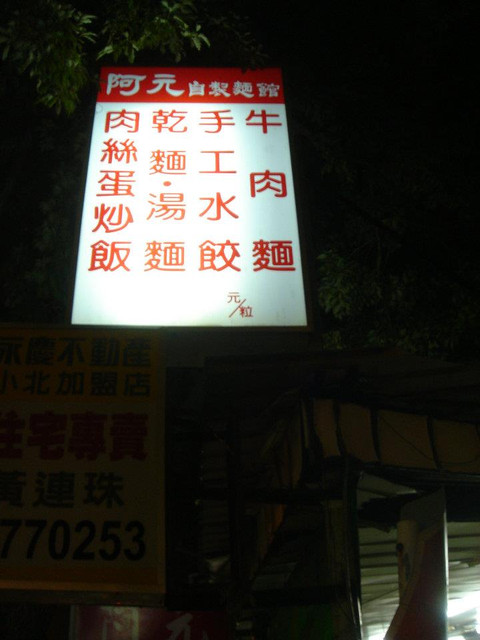 阿元自製麵館
牛肉麵
手工水餃
元/粒
乾麵·湯麵
肉絲蛋炒飯
永慶不動產
小北加盟店
住宅專賣
黃連珠
770253
元